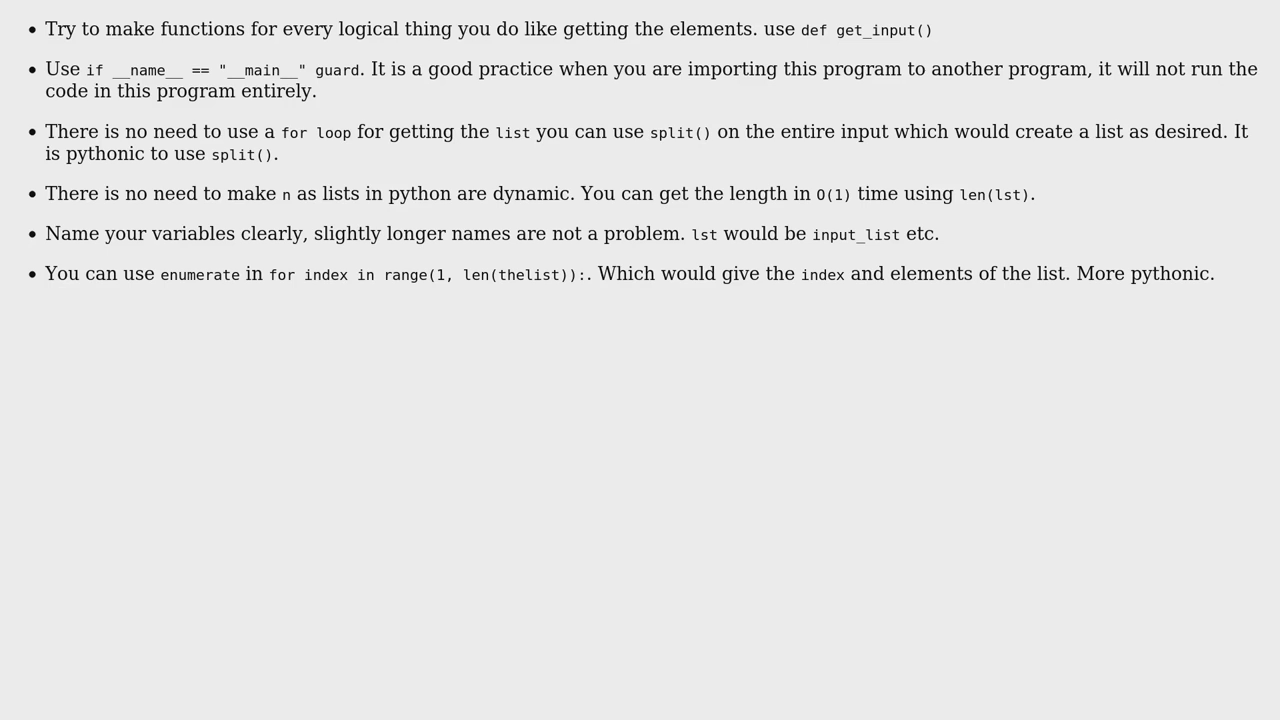 • Try to make functions for every logical thing you do like getting the elements. use def get_input()
• Use if __name__ == "__main__" guard. It is a good practice when you are importing this program to another program, it will not run the
code in this program entirely.
• There is no need to use a for loop for getting the list you can use split() on the entire input which would create a list as desired. It
is pythonic to use split().
• There is no need to make n as lists in python are dynamic. You can get the length in O(1) time using len(lst).
• Name your variables clearly, slightly longer names are not a problem. lst would be input_list etc.
• You can use enumerate in for index in range(1, len(thelist)):. Which would give the index and elements of the list. More pythonic.